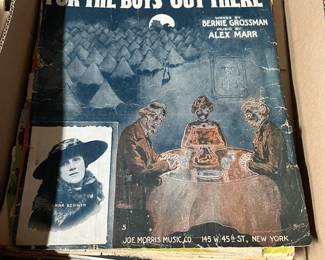 FOR THE BOYS OUT THERE
WORDS BY
BERNIE GROSSMAN
MUSIC BY
ALEX MARR
5
JOE MORRIS MUSIC CO. 145 W. 45th ST., NEW YORK